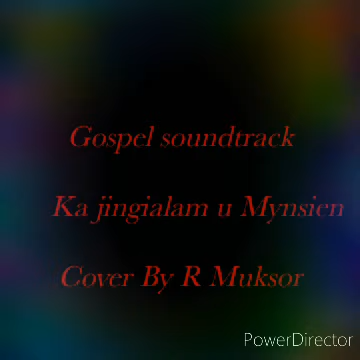 Gospel soundtrack
Ka jingialam u Mynsien
Cover By R Muksor
PowerDirector